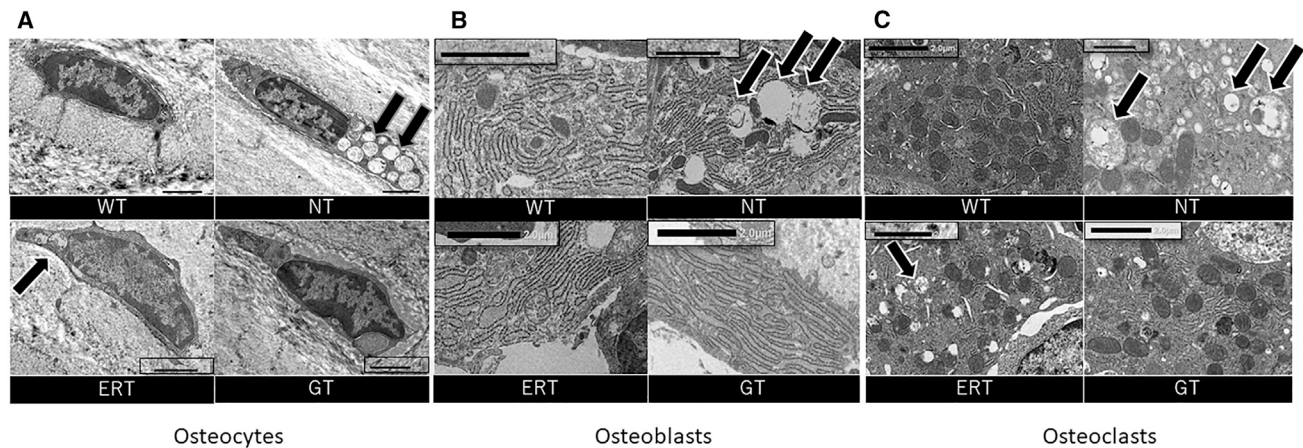 A
B
C
2.0μm
WT
NT
WT
NT
WT
NT
2.0μm
2.0μm
2.0μm
ERT
GT
ERT
GT
ERT
GT
Osteocytes
Osteoblasts
Osteoclasts